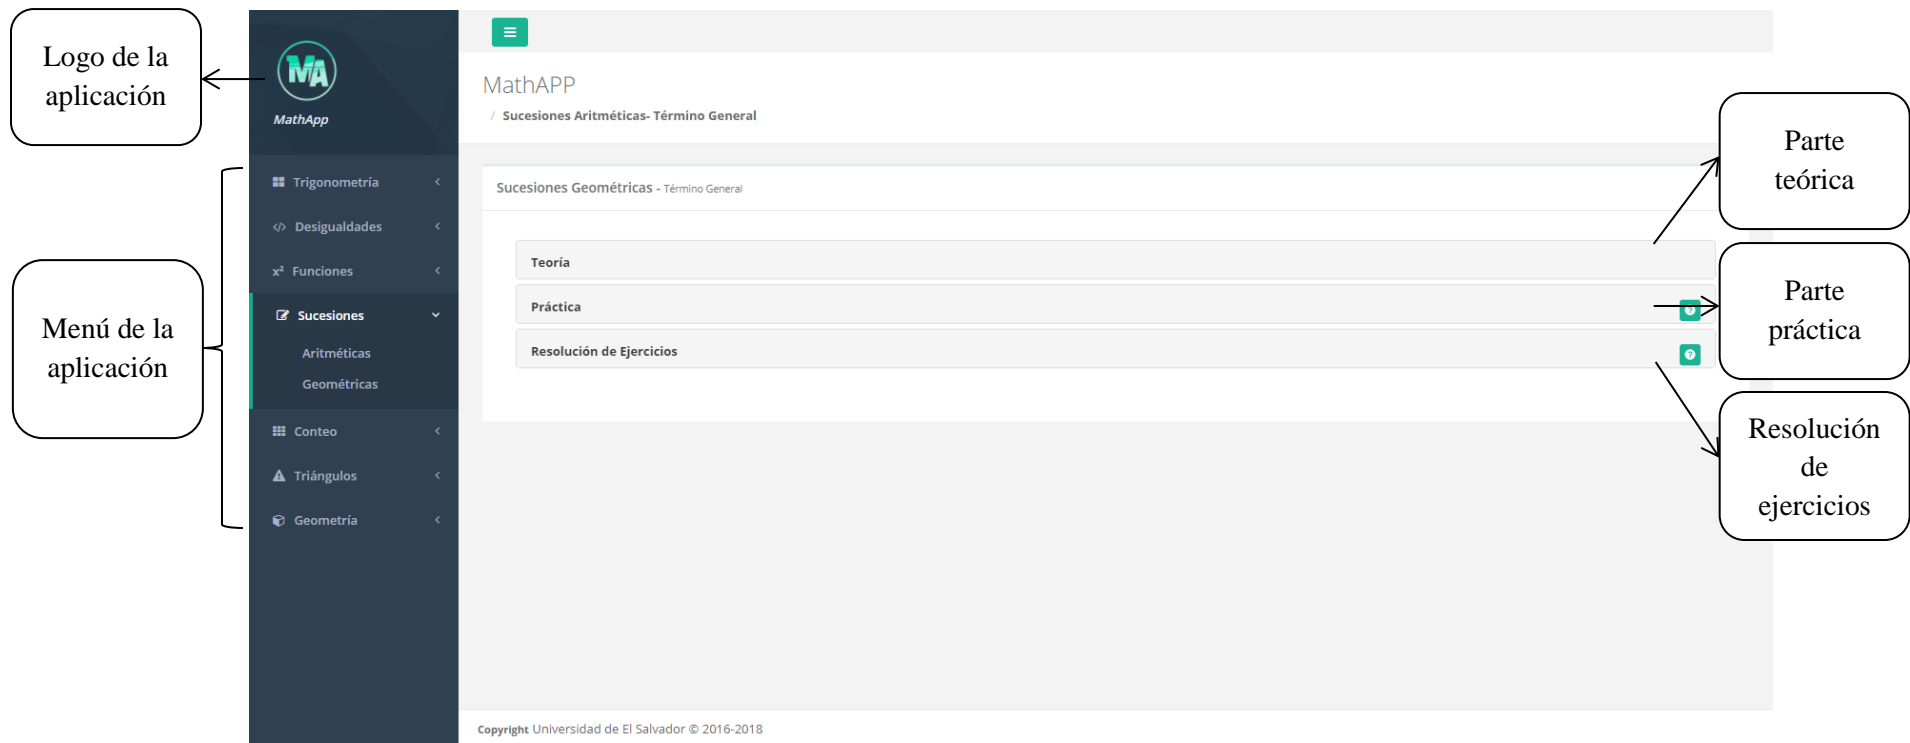 Logo de la
aplicación
MA
MathApp
MathAPP
/ Sucesiones Aritméticas- Término General
Parte
teórica
Menú de la
aplicación
Trigonometría
</> Desigualdades
x² Funciones
Sucesiones
Aritméticas
Geométricas
Conteo
Triángulos
Geometría
Sucesiones Geométricas - Término General
Teoría
Práctica
Resolución de Ejercicios
Parte
práctica
Resolución
de
ejercicios
Copyright Universidad de El Salvador © 2016-2018